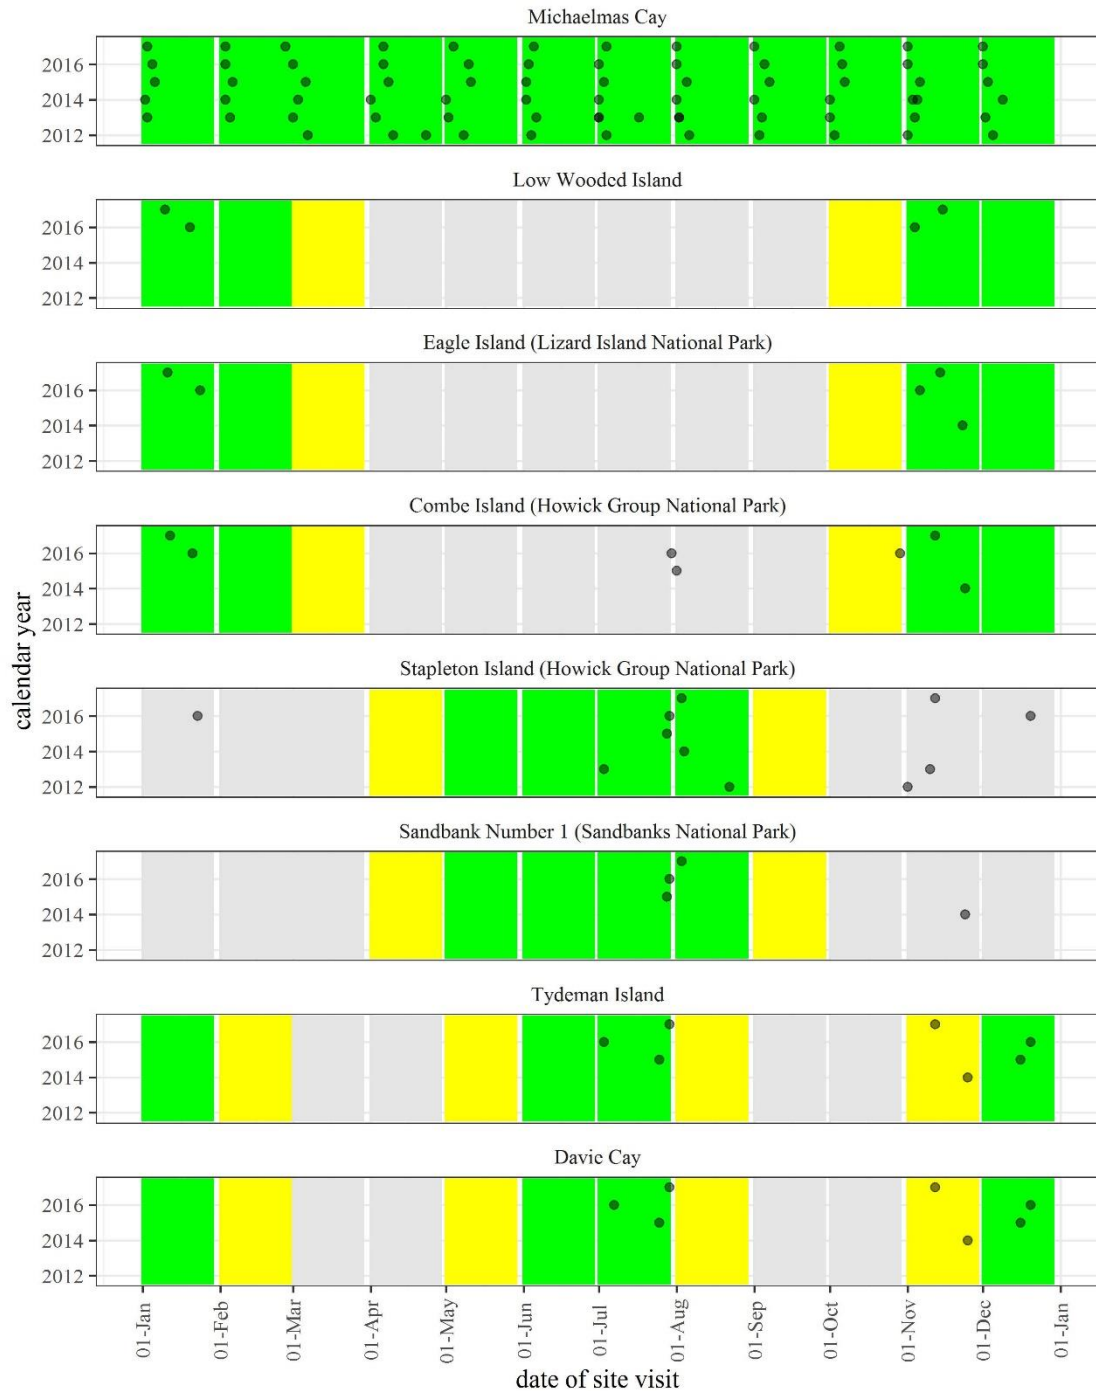 Michaelmas Cay
2016
2014
2012
Low Wooded Island
2016
2014
2012
Eagle Island (Lizard Island National Park)
2016
2014
2012
Combe Island (Howick Group National Park)
2016
2014
2012
Stapleton Island (Howick Group National Park)
2016
2014
2012
Sandbank Number 1 (Sandbanks National Park)
2016
2014
2012
Tydeman Island
2016
2014
2012
Davie Cay
2016
2014
2012
calendar year
01-Jan
01-Feb
01-Mar
01-Apr
01-May
01-Jun
01-Jul
01-Aug
01-Sep
01-Oct
01-Nov
01-Dec
01-Jan
date of site visit